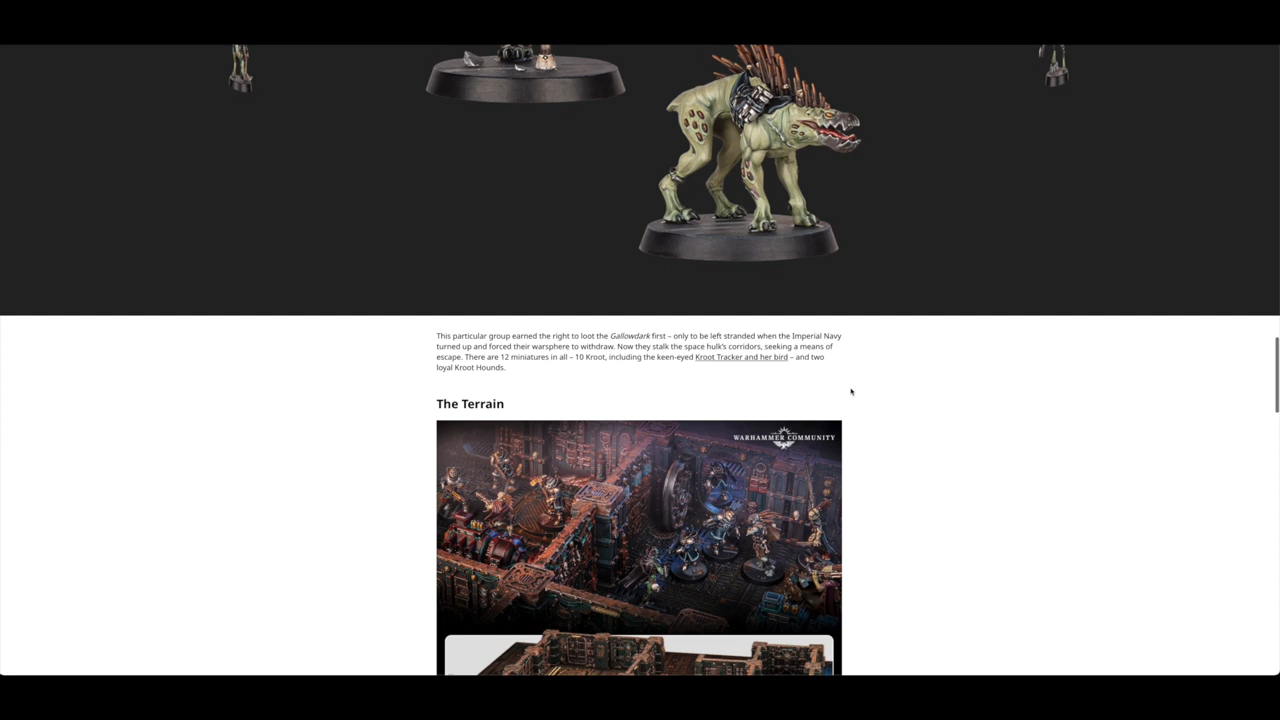 This particular group earned the right to loot the Gallowdark first – only to be left stranded when the Imperial Navy
turned up and forced their warsphere to withdraw. Now they stalk the space hulk's corridors, seeking a means of
escape. There are 12 miniatures in all – 10 Kroot, including the keen-eyed Kroot Tracker and her bird – and two
loyal Kroot Hounds.
The Terrain
WARHAMMER COMMUNITY